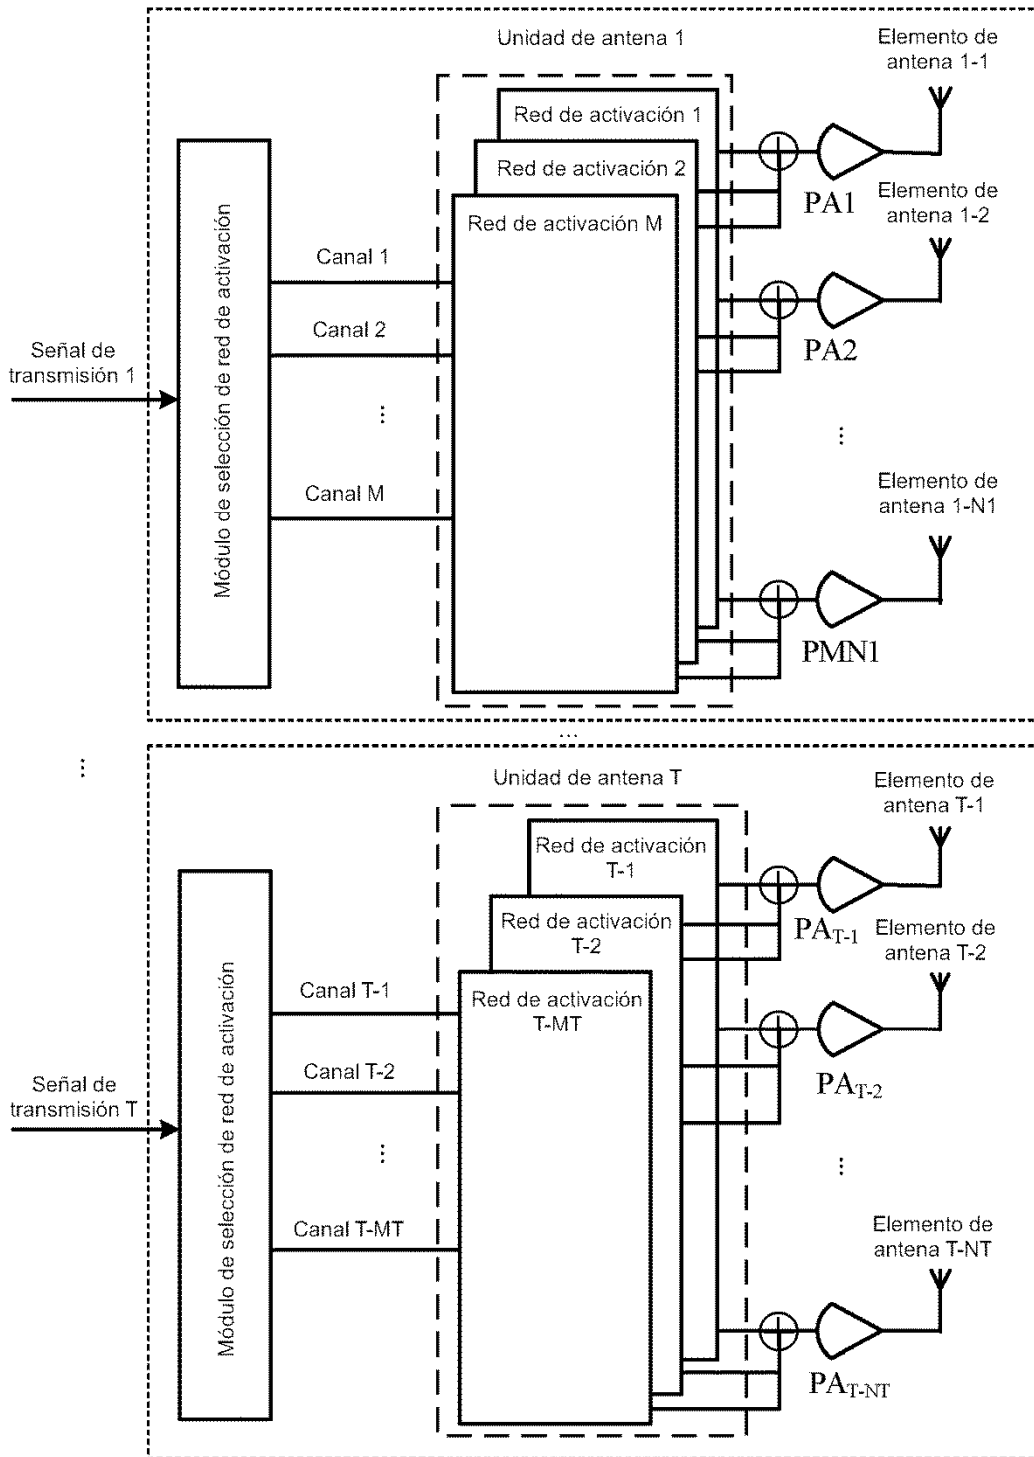 Unidad de antena 1
Elemento de
antena 1-1
Red de activación 1
Red de activación 2
Red de activación M
PA1
Elemento de
antena 1-2
Módulo de selección de red de activación
Canal 1
Canal 2
Señal de
transmisión 1
...
Canal M
PA2
...
Elemento de
antena 1-N1
PMN1
...
...
Unidad de antena T
Elemento de
antena T-1
Red de activación
T-1
Red de activación
T-2
Red de activación
T-MT
PAT-1
Elemento de
antena T-2
Módulo de selección de red de activación
Canal T-1
Canal T-2
Señal de
transmisión T
...
Canal T-MT
PAT-2
...
Elemento de
antena T-NT
PAT-NT